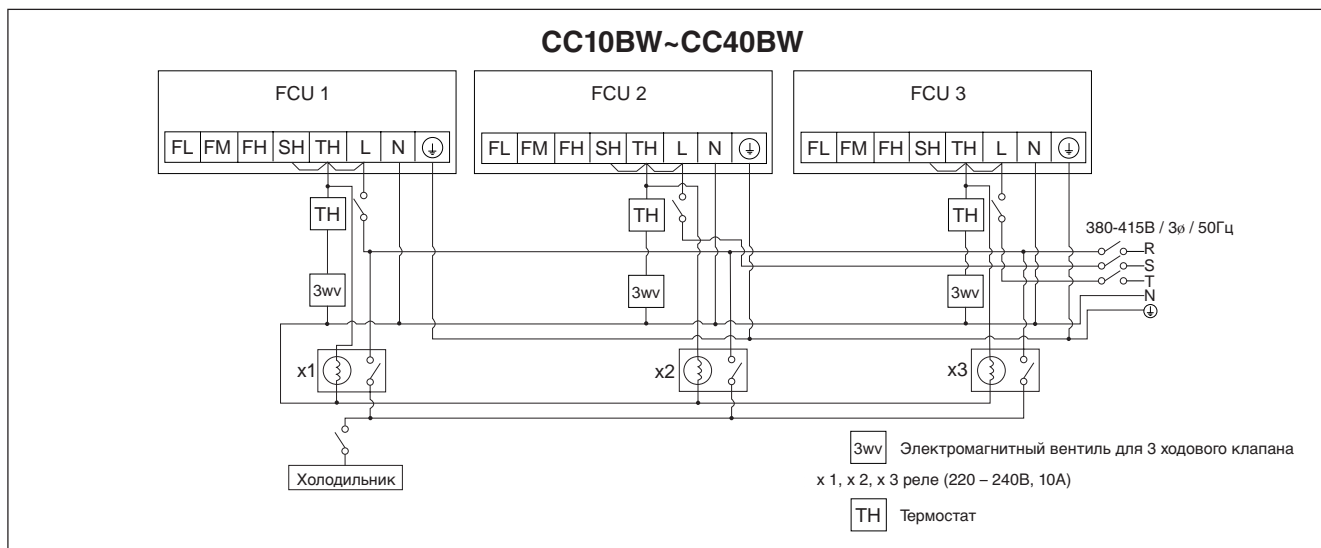 CC10BW~CC40BW
FCU 1
FCU 2
FCU 3
FL FM FH SH TH L N ⏚
FL FM FH SH TH L N ⏚
FL FM FH SH TH L N ⏚
TH
TH
TH
380-415В / 3ø / 50Гц
R
S
T
N
⏚
3wv
3wv
3wv
x1
x2
x3
Холодильник
3wv Электромагнитный вентиль для 3 ходового клапана
x 1, x 2, x 3 реле (220 – 240В, 10А)
TH Термостат